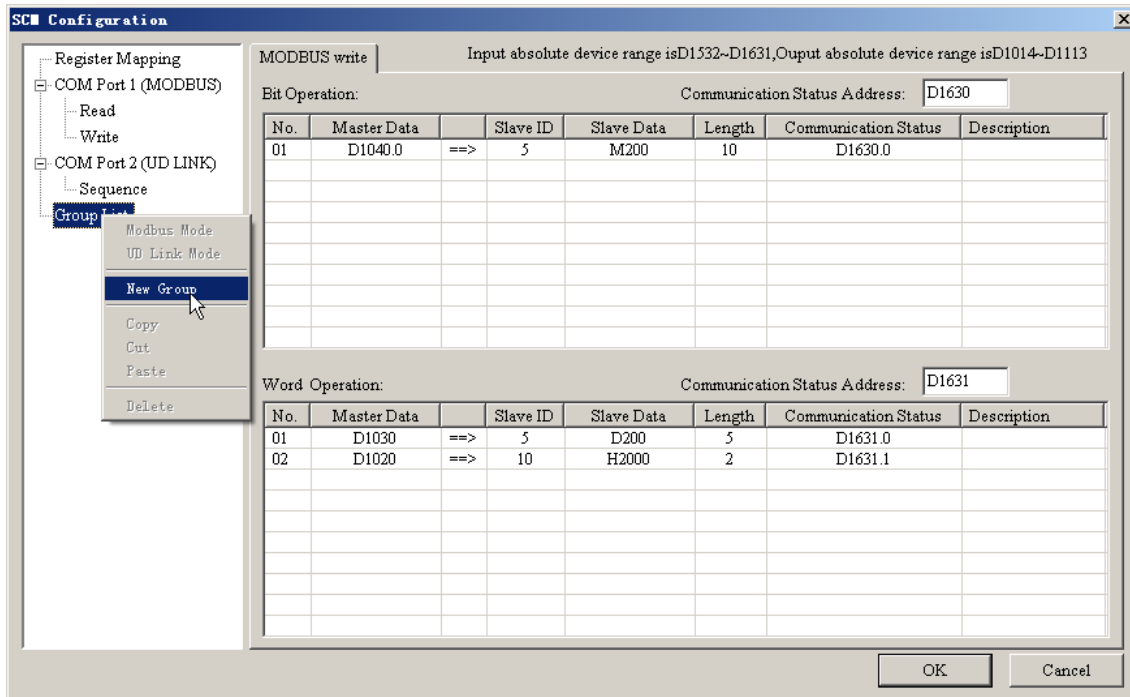 SCM Configuration
Register Mapping
COM Port 1 (MODBUS)
Read
Write
COM Port 2 (UD LINK)
Sequence
Group List
Modbus Mode
UD Link Mode
New Group
Copy
Cut
Paste
Delete
MODBUS write
Input absolute device range isD1532~D1631,Ouput absolute device range isD1014~D1113
Bit Operation: Communication Status Address: D1630
No. Master Data Slave ID Slave Data Length Communication Status Description
01 D1040.0 ==> 5 M200 10 D1630.0
Word Operation: Communication Status Address: D1631
No. Master Data Slave ID Slave Data Length Communication Status Description
01 D1030 ==> 5 D200 5 D1631.0
02 D1020 ==> 10 H2000 2 D1631.1
OK Cancel